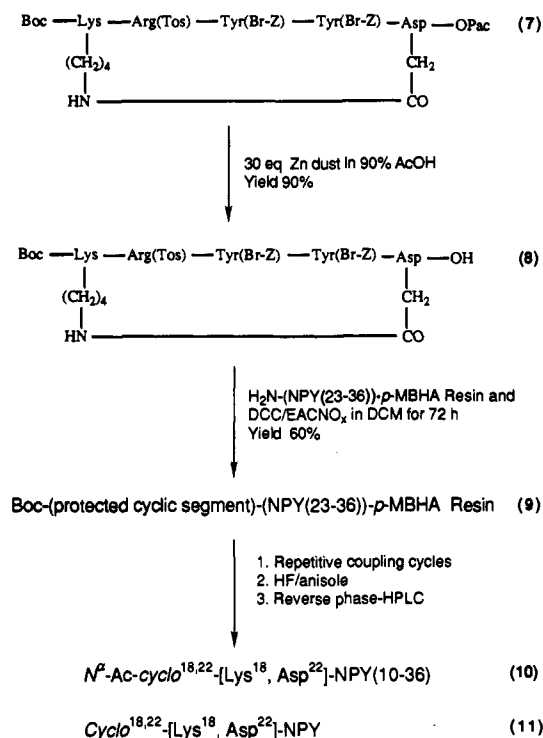 Boc —Lys —Arg(Tos) —Tyr(Br-Z) —Tyr(Br-Z) —Asp —OPac (7)
(CH2)4 CH2
HN CO
30 eq Zn dust in 90% AcOH
Yield 90%
Boc —Lys —Arg(Tos) —Tyr(Br-Z) —Tyr(Br-Z) —Asp —OH (8)
(CH2)4 CH2
HN CO
H2N-(NPY(23-36))-p-MBHA Resin and
DCC/EACNOx in DCM for 72 h
Yield 60%
Boc-(protected cyclic segment)-(NPY(23-36))-p-MBHA Resin (9)
1. Repetitive coupling cycles
2. HF/anisole
3. Reverse phase-HPLC
Nα-Ac-cyclo18,22-[Lys18, Asp22]-NPY(10-36) (10)
Cyclo18,22-[Lys18, Asp22]-NPY (11)